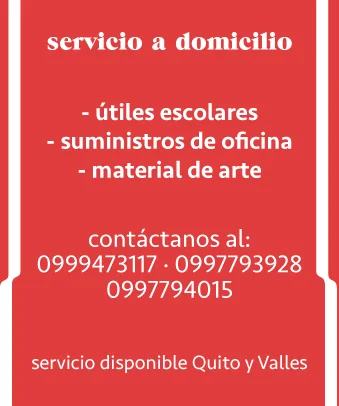 servicio a domicilio
- útiles escolares
- suministros de oficina
- material de arte
contáctanos al:
0999473117 · 0997793928
0997794015
servicio disponible Quito y Valles